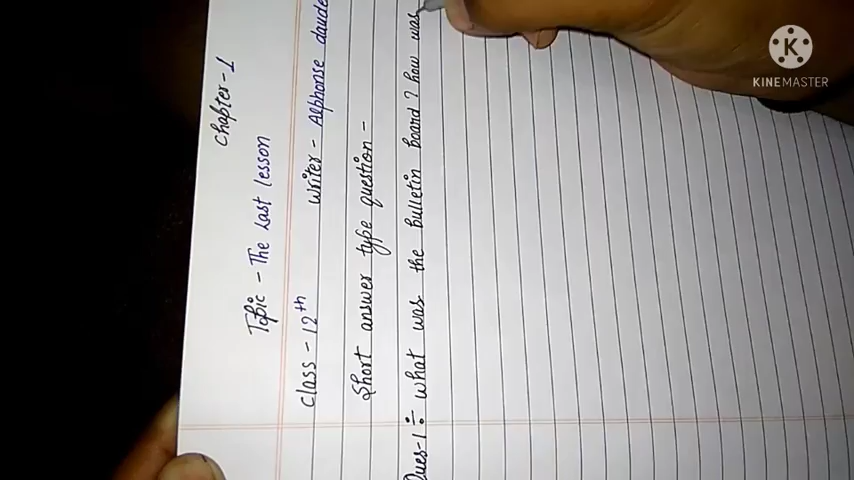 Chapter-1
Topic - The Last lesson
class - 12th writer - Alphonse daude
Short answer type question -
Ques-1 ÷ what was the bulletin board? how was
K
KINEMASTER